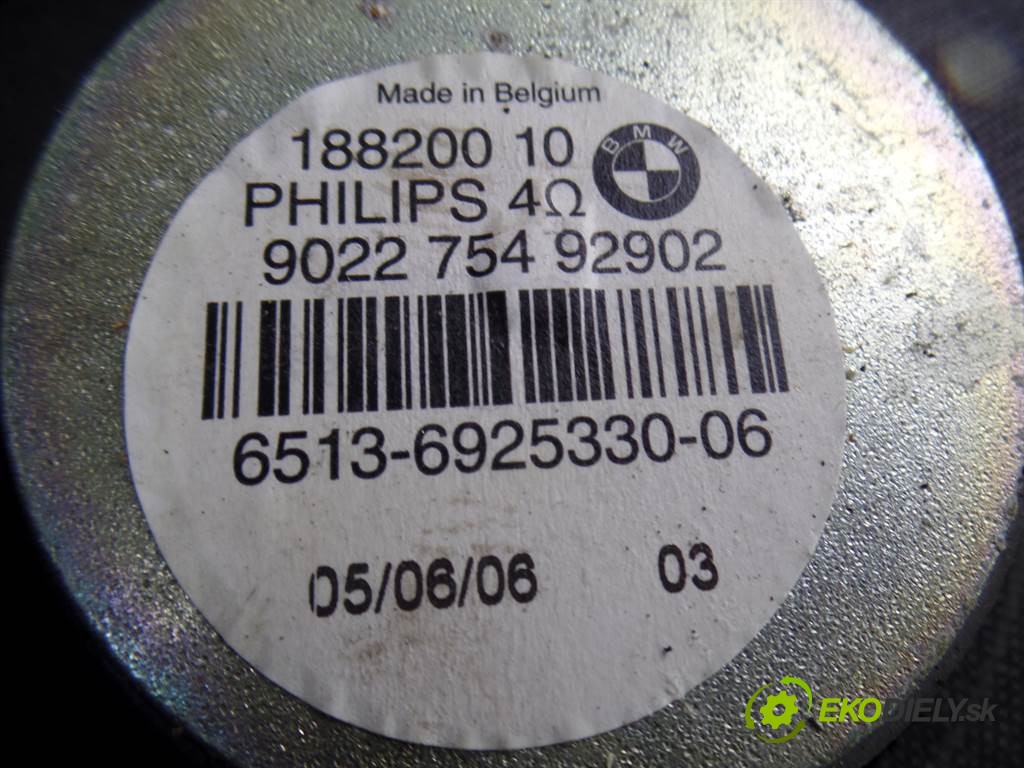 Made in Belgium
188200 10
BMW
PHILIPS 4Ω
9022 754 92902
6513-6925330-06
05/06/06 03
EKODIELY.sk